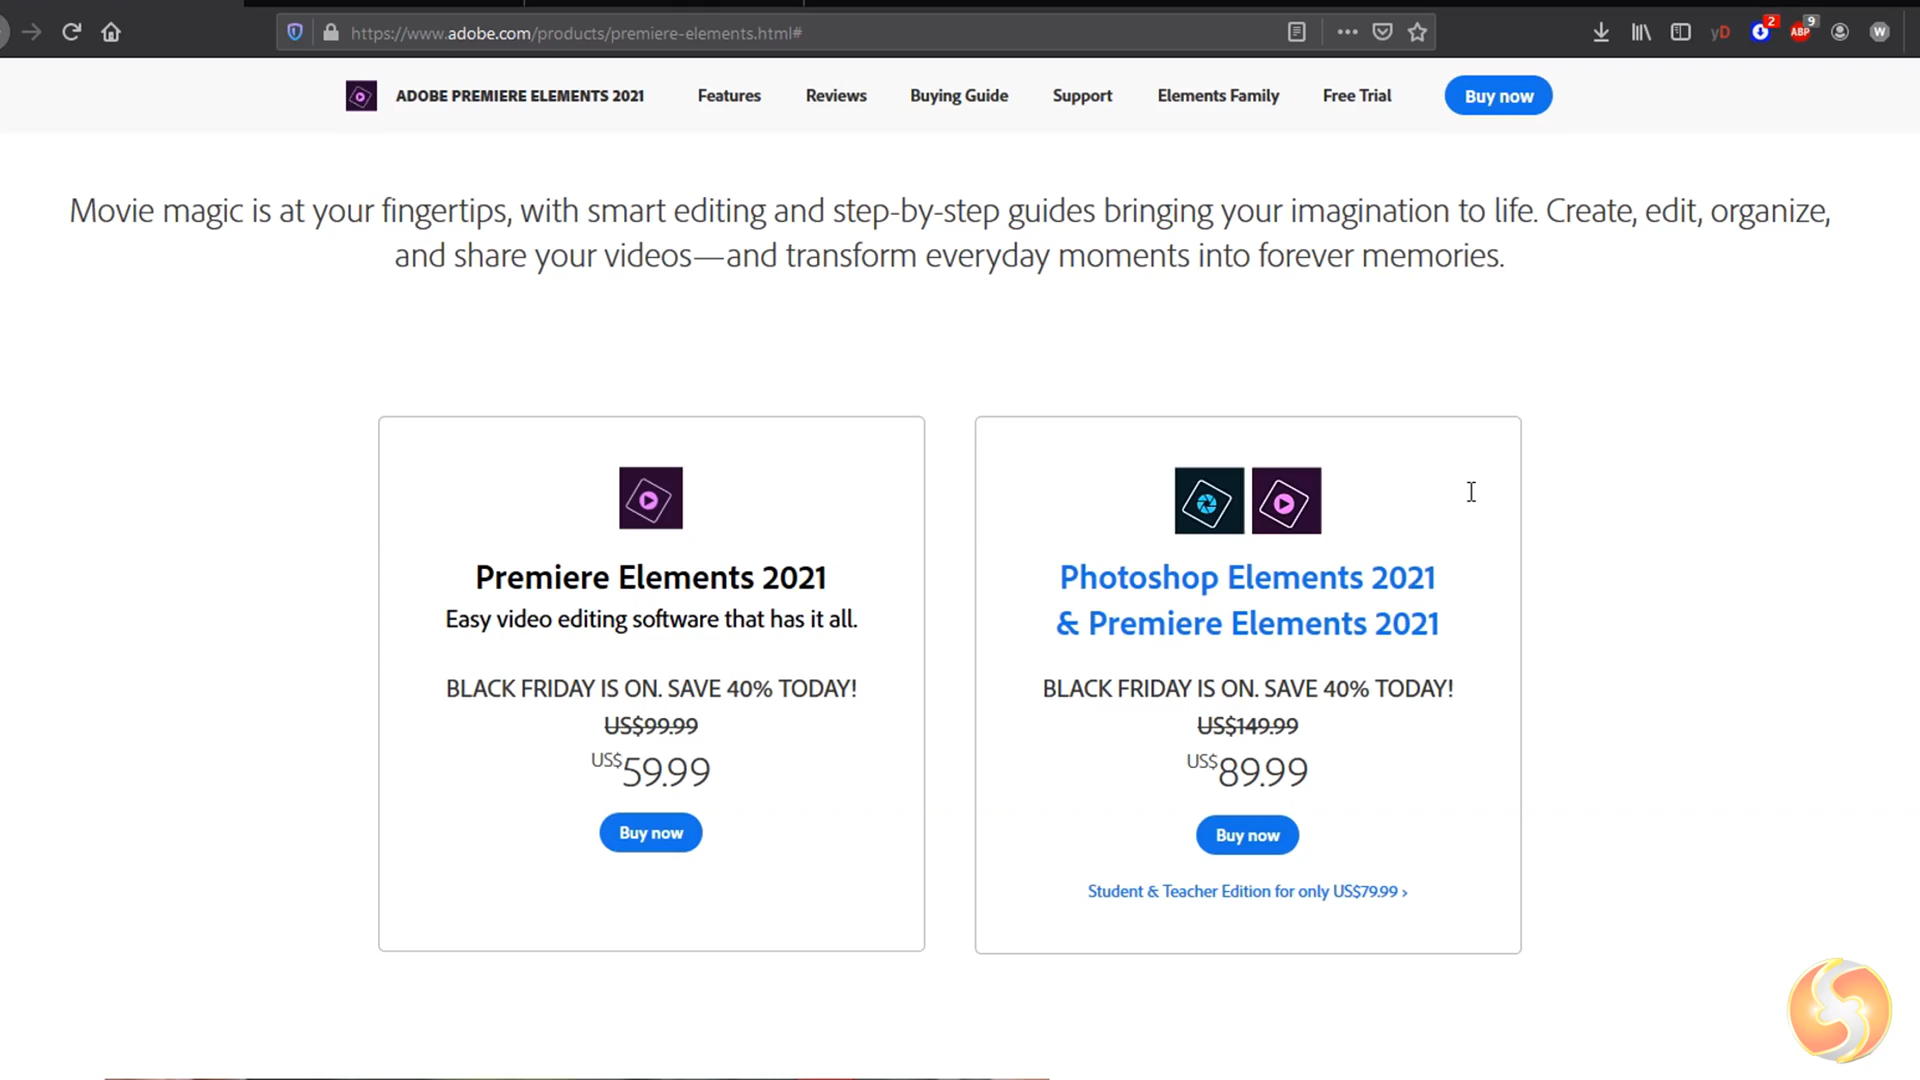 https://www.adobe.com/products/premiere-elements.html#
yD
2
ABP
9
W
ADOBE PREMIERE ELEMENTS 2021
Features
Reviews
Buying Guide
Support
Elements Family
Free Trial
Buy now
Movie magic is at your fingertips, with smart editing and step-by-step guides bringing your imagination to life. Create, edit, organize,
and share your videos—and transform everyday moments into forever memories.
Premiere Elements 2021
Easy video editing software that has it all.
BLACK FRIDAY IS ON. SAVE 40% TODAY!
US$99.99
US$59.99
Buy now
Photoshop Elements 2021
& Premiere Elements 2021
BLACK FRIDAY IS ON. SAVE 40% TODAY!
US$149.99
US$89.99
Buy now
Student & Teacher Edition for only US$79.99 ›